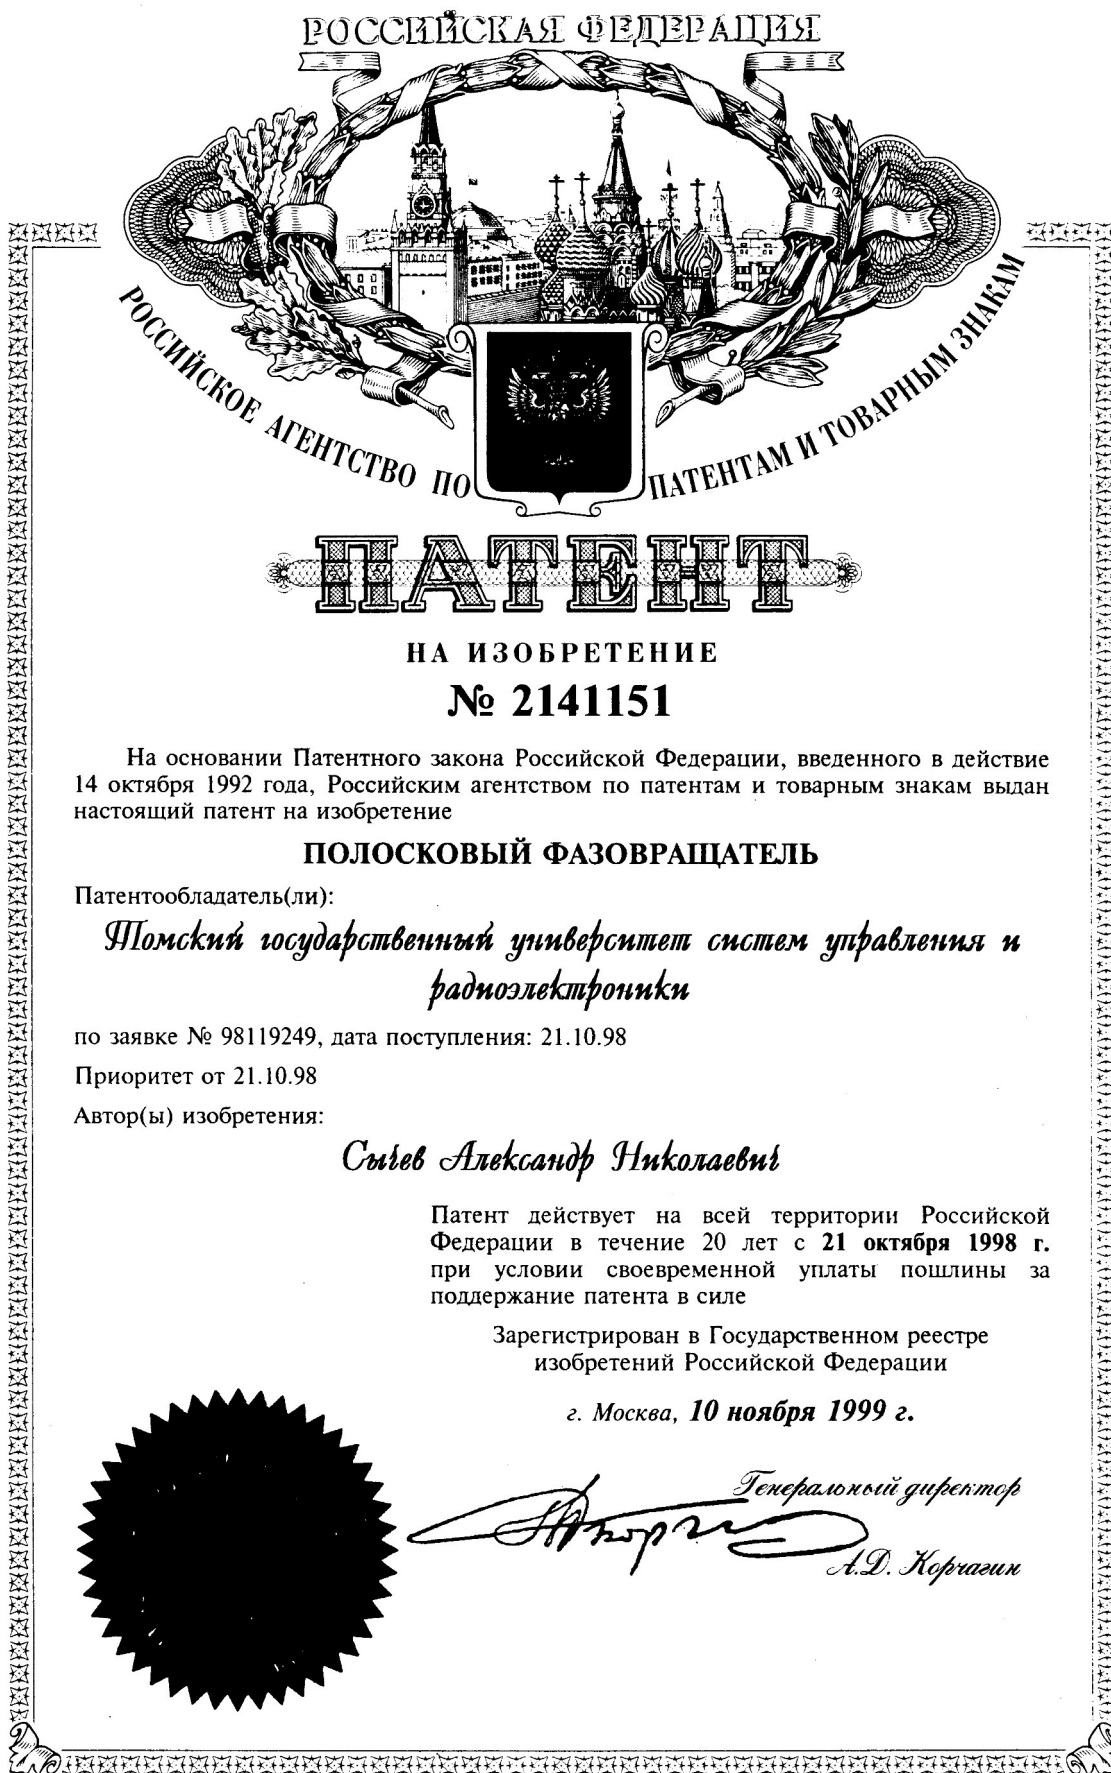 РОССИЙСКАЯ ФЕДЕРАЦИЯ
РОССИЙСКОЕ АГЕНТСТВО ПО ПАТЕНТАМ И ТОВАРНЫМ ЗНАКАМ
ПАТЕНТ
НА ИЗОБРЕТЕНИЕ
№ 2141151
На основании Патентного закона Российской Федерации, введенного в действие
14 октября 1992 года, Российским агентством по патентам и товарным знакам выдан
настоящий патент на изобретение
ПОЛОСКОВЫЙ ФАЗОВРАЩАТЕЛЬ
Патентообладатель(ли):
Томский государственный университет систем управления и
радиоэлектроники
по заявке № 98119249, дата поступления: 21.10.98
Приоритет от 21.10.98
Автор(ы) изобретения:
Сычев Александр Николаевич
Патент действует на всей территории Российской
Федерации в течение 20 лет с 21 октября 1998 г.
при условии своевременной уплаты пошлины за
поддержание патента в силе
Зарегистрирован в Государственном реестре
изобретений Российской Федерации
г. Москва, 10 ноября 1999 г.
Генеральный директор
А.Д. Корчагин